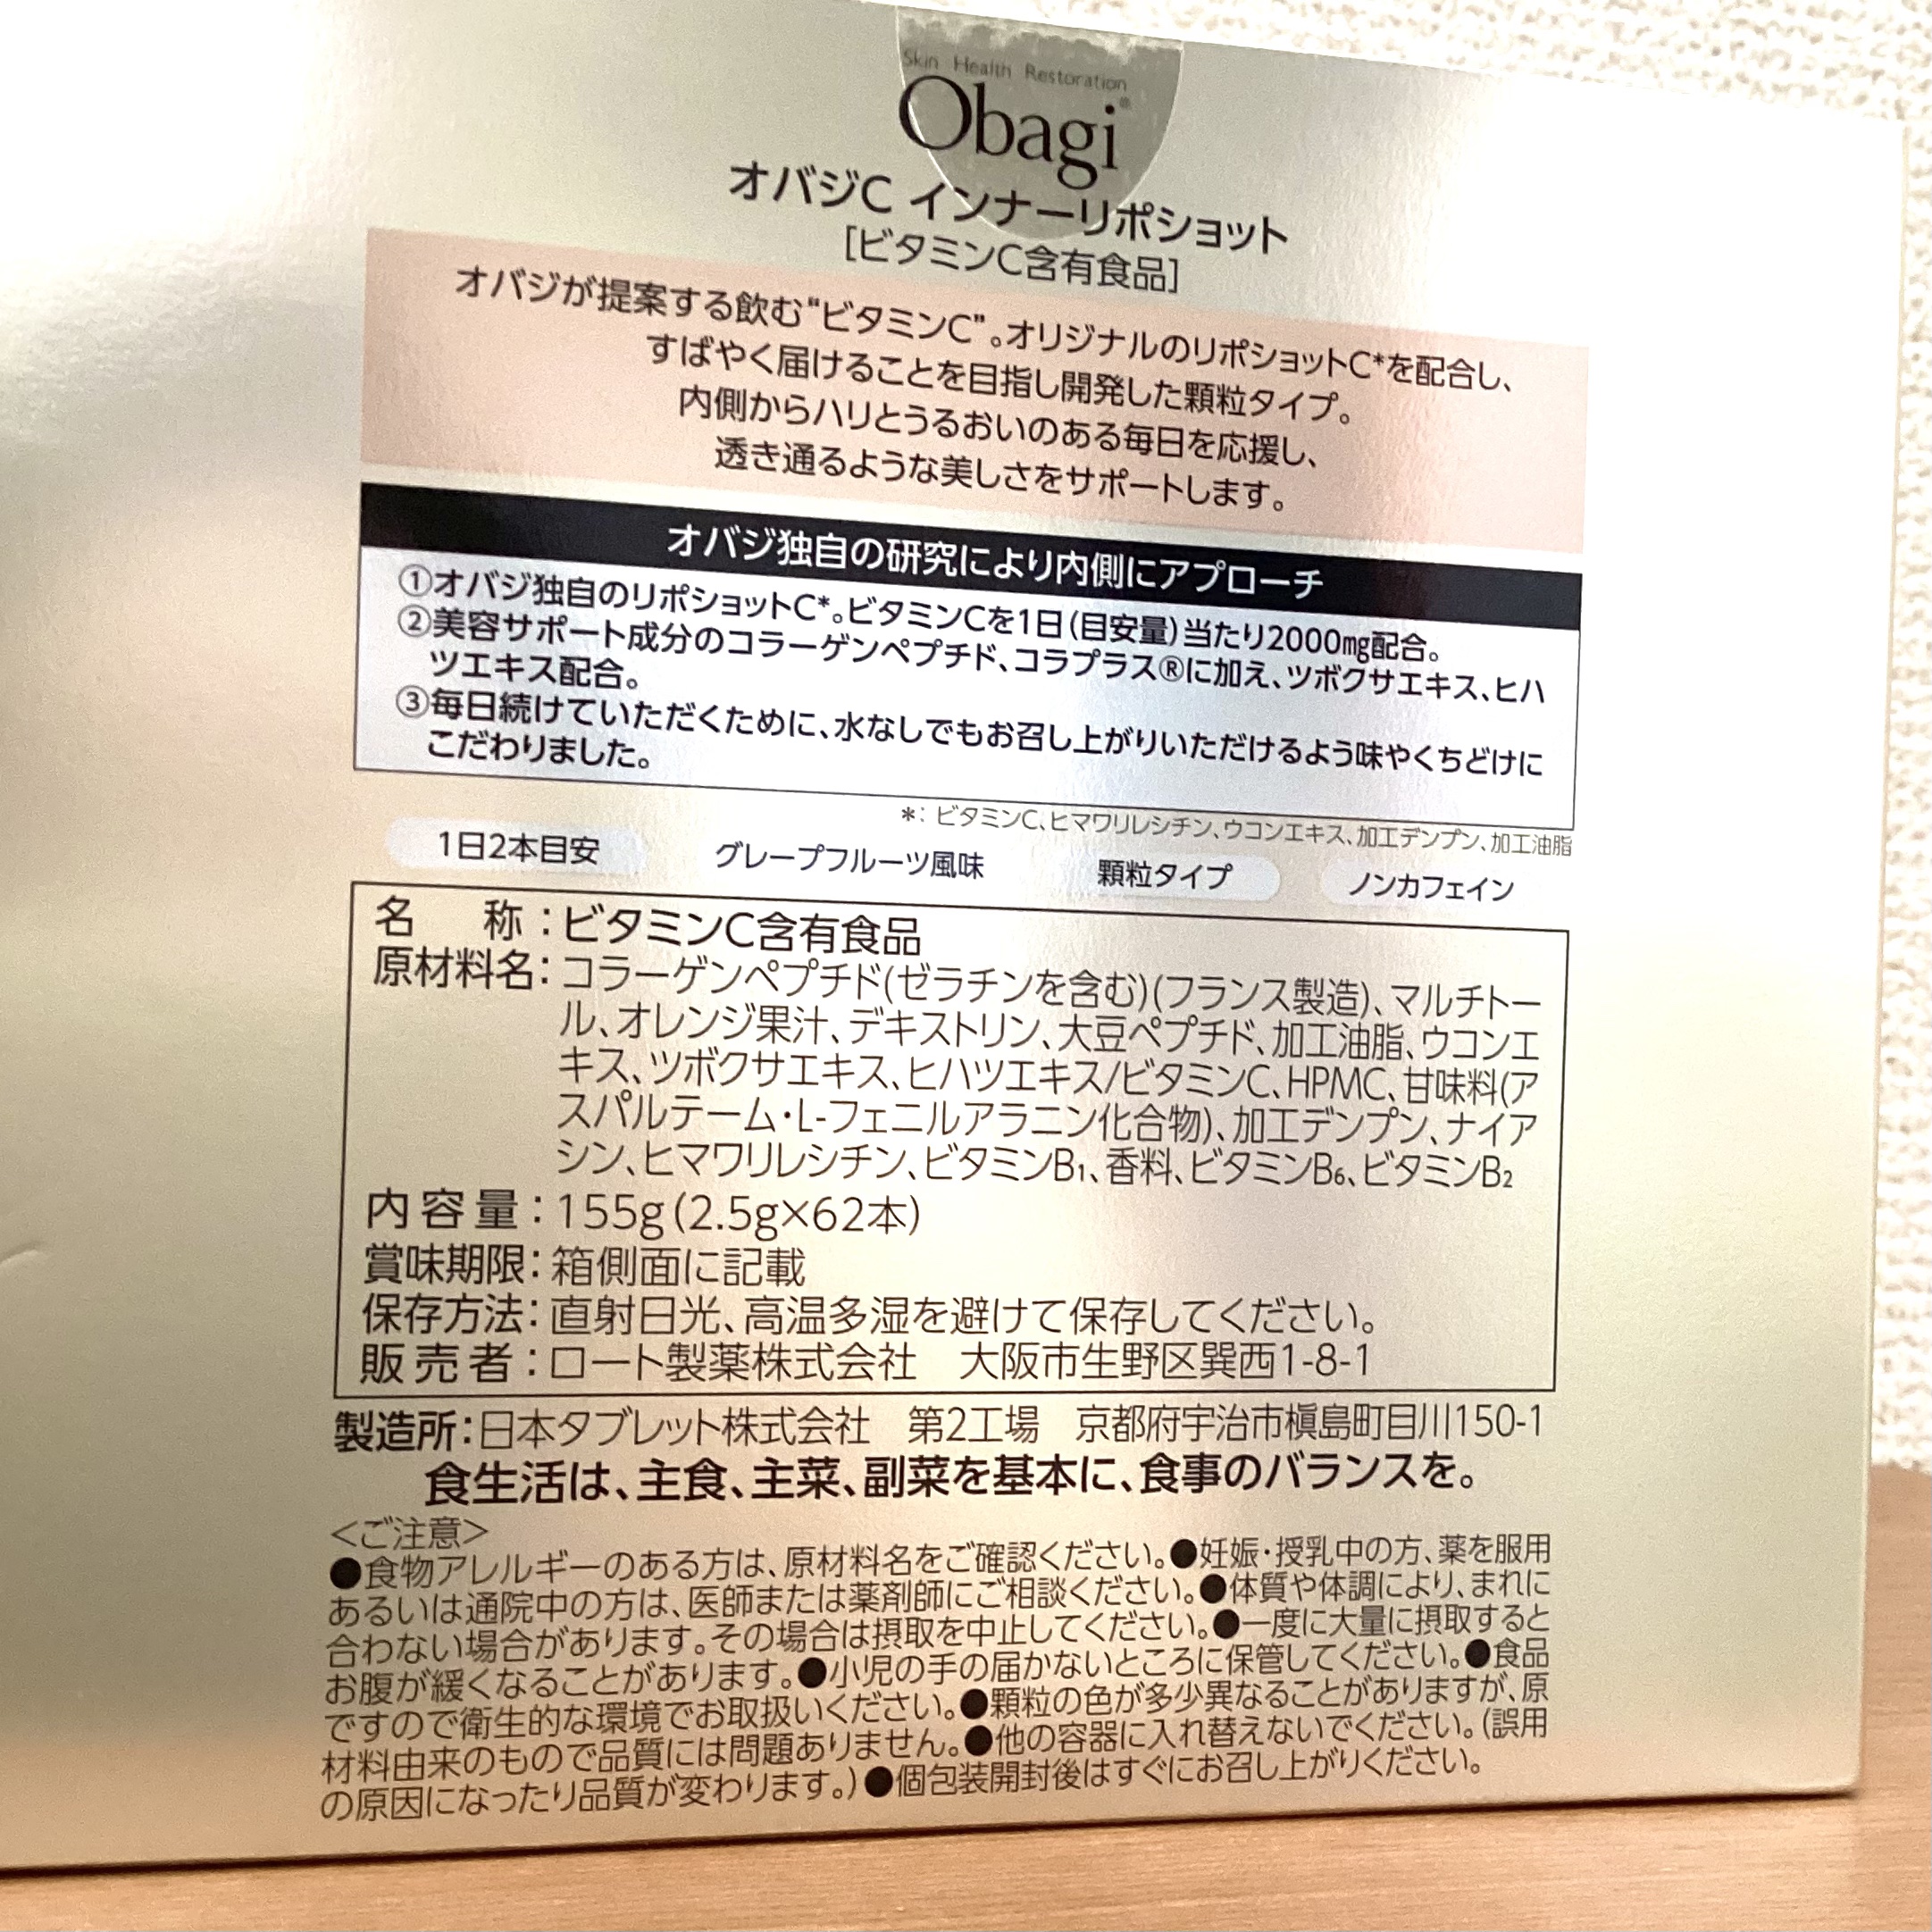 Skin Health Restoration
Obagi®
オバジC インナーリポショット
[ビタミンC含有食品]
オバジが提案する飲む"ビタミンC"。オリジナルのリポショットC*を配合し、
すばやく届けることを目指し開発した顆粒タイプ。
内側からハリとうるおいのある毎日を応援し、
透き通るような美しさをサポートします。
オバジ独自の研究により内側にアプローチ
①オバジ独自のリポショットC*。ビタミンCを1日(目安量)当たり2000㎎配合。
②美容サポート成分のコラーゲンペプチド、コラプラス®に加え、ツボクサエキス、ヒハ
ツエキス配合。
③毎日続けていただくために、水なしでもお召し上がりいただけるよう味やくちどけに
こだわりました。
*: ビタミンC、ヒマワリレシチン、ウコンエキス、加工デンプン、加工油脂
1日2本目安 グレープフルーツ風味 顆粒タイプ ノンカフェイン
名称:ビタミンC含有食品
原材料名:コラーゲンペプチド(ゼラチンを含む)(フランス製造)、マルチトー
ル、オレンジ果汁、デキストリン、大豆ペプチド、加工油脂、ウコンエ
キス、ツボクサエキス、ヒハツエキス/ビタミンC、HPMC、甘味料(ア
スパルテーム・L-フェニルアラニン化合物)、加工デンプン、ナイア
シン、ヒマワリレシチン、ビタミンB₁、香料、ビタミンB₆、ビタミンB₂
内容量:155g(2.5g×62本)
賞味期限:箱側面に記載
保存方法:直射日光、高温多湿を避けて保存してください。
販売者:ロート製薬株式会社 大阪市生野区巽西1-8-1
製造所:日本タブレット株式会社 第2工場 京都府宇治市槇島町目川150-1
食生活は、主食、主菜、副菜を基本に、食事のバランスを。
<ご注意>
●食物アレルギーのある方は、原材料名をご確認ください。●妊娠・授乳中の方、薬を服用
あるいは通院中の方は、医師または薬剤師にご相談ください。●体質や体調により、まれに
合わない場合があります。その場合は摂取を中止してください。●一度に大量に摂取すると
お腹が緩くなることがあります。●小児の手の届かないところに保管してください。●食品
ですので衛生的な環境でお取扱いください。●顆粒の色が多少異なることがありますが、原
材料由来のもので品質には問題ありません。●他の容器に入れ替えないでください。(誤用
の原因になったり品質が変わります。)●個包装開封後はすぐにお召し上がりください。